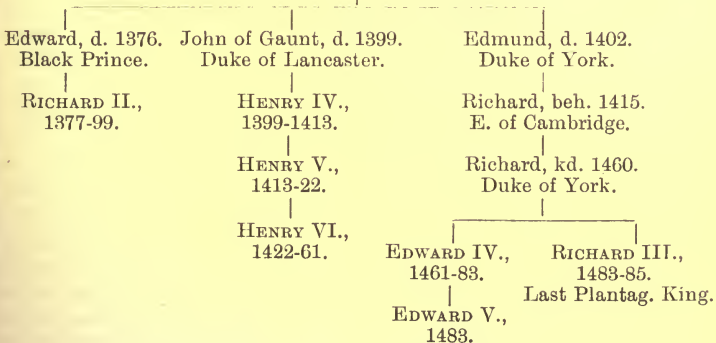 Edward, d. 1376. John of Gaunt, d. 1399. Edmund, d. 1402.
Black Prince. Duke of Lancaster. Duke of York.
RICHARD II., HENRY IV., Richard, beh. 1415.
1377-99. 1399-1413. E. of Cambridge.
HENRY V., Richard, kd. 1460.
1413-22. Duke of York.
HENRY VI.,
1422-61. EDWARD IV., RICHARD III.,
1461-83. 1483-85.
Last Plantag. King.
EDWARD V.,
1483.